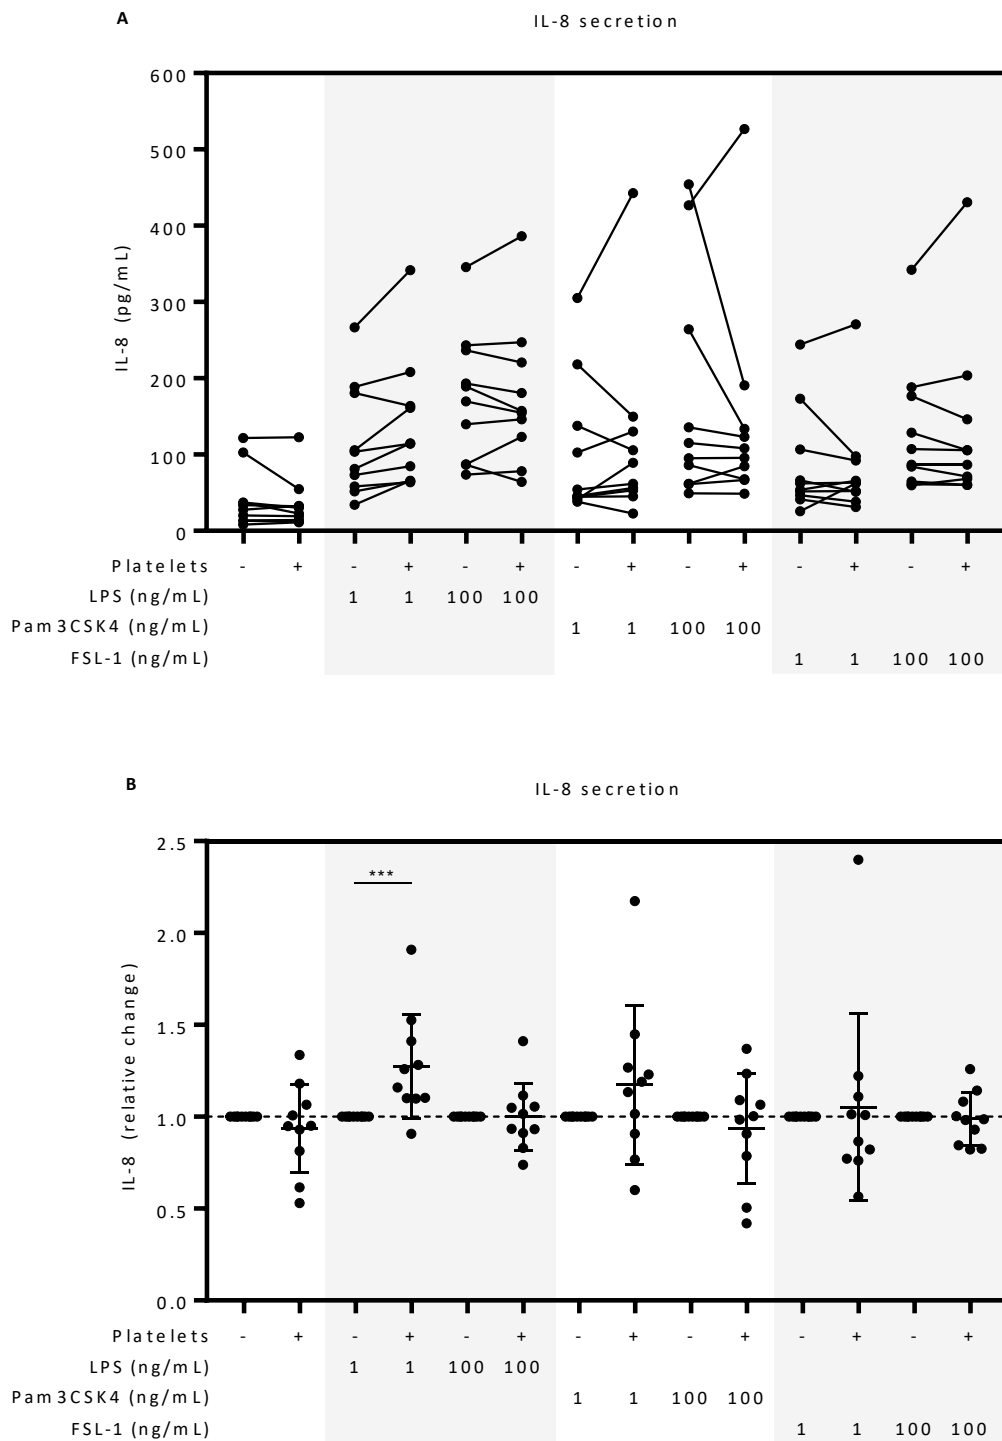 A
IL-8 secretion
600
500
400
300
200
100
0
IL-8 (pg/mL)
Platelets - + - + - + - + - + - + - +
LPS (ng/mL) 1 1 100 100
Pam3CSK4 (ng/mL) 1 1 100 100
FSL-1 (ng/mL) 1 1 100 100
B
IL-8 secretion
2.5
2.0
1.5
1.0
0.5
0.0
IL-8 (relative change)
***
Platelets - + - + - + - + - + - + - +
LPS (ng/mL) 1 1 100 100
Pam3CSK4 (ng/mL) 1 1 100 100
FSL-1 (ng/mL) 1 1 100 100